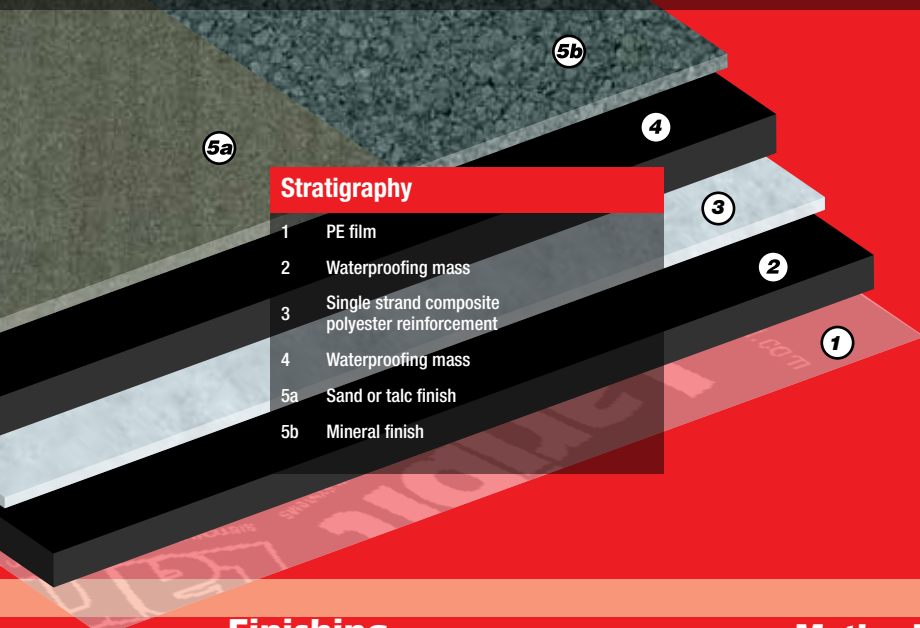 5b
4
5a
Stratigraphy
3
1 PE film
2 Waterproofing mass
2
3 Single strand composite
polyester reinforcement
1
4 Waterproofing mass
5a Sand or talc finish
5b Mineral finish
.com
Finishing